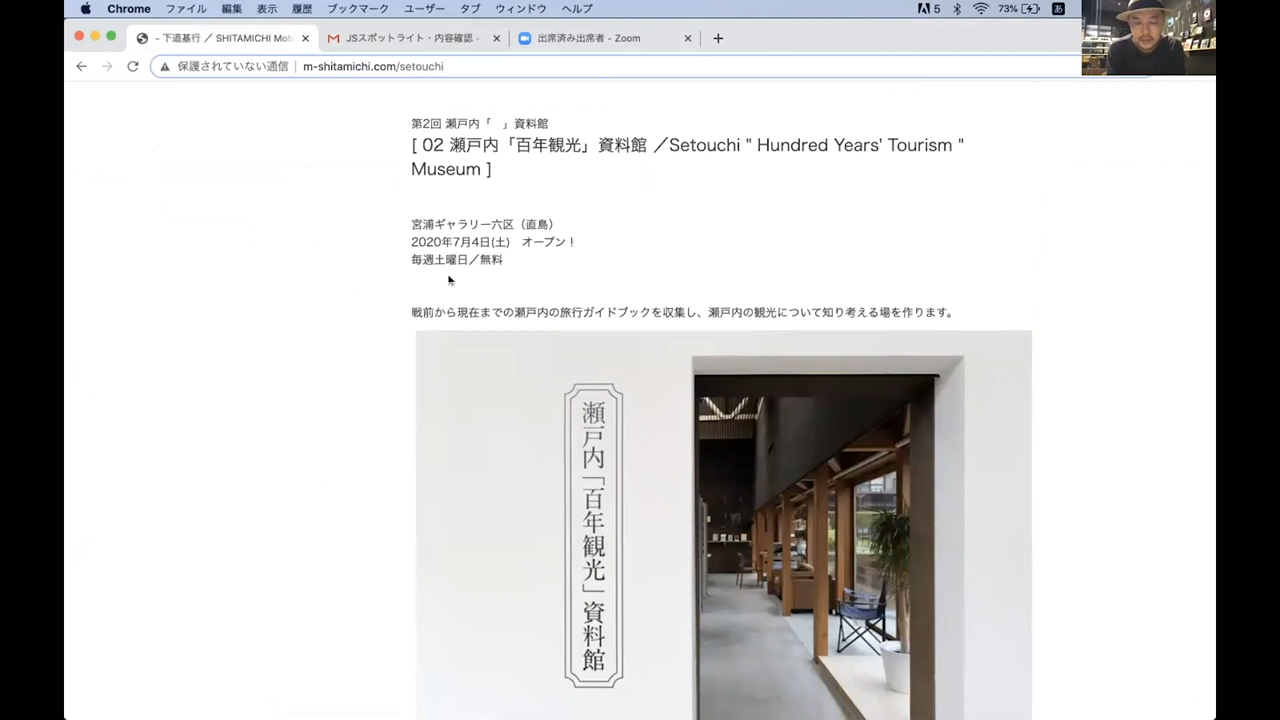 Chrome ファイル 編集 表示 履歴 ブックマーク ユーザー タブ ウィンドウ ヘルプ 5 73% あ
- 下道基行 ／ SHITAMICHI Mot
JSスポットライト・内容確認 -
出席済み出席者 - Zoom
保護されていない通信 | m-shitamichi.com/setouchi
第2回 瀬戸内「　」資料館
[ 02 瀬戸内「百年観光」資料館 ／Setouchi " Hundred Years' Tourism "
Museum ]
宮浦ギャラリー六区（直島）
2020年7月4日(土)　オープン！
毎週土曜日／無料
戦前から現在までの瀬戸内の旅行ガイドブックを収集し、瀬戸内の観光について知り考える場を作ります。
瀬戸内「百年観光」資料館